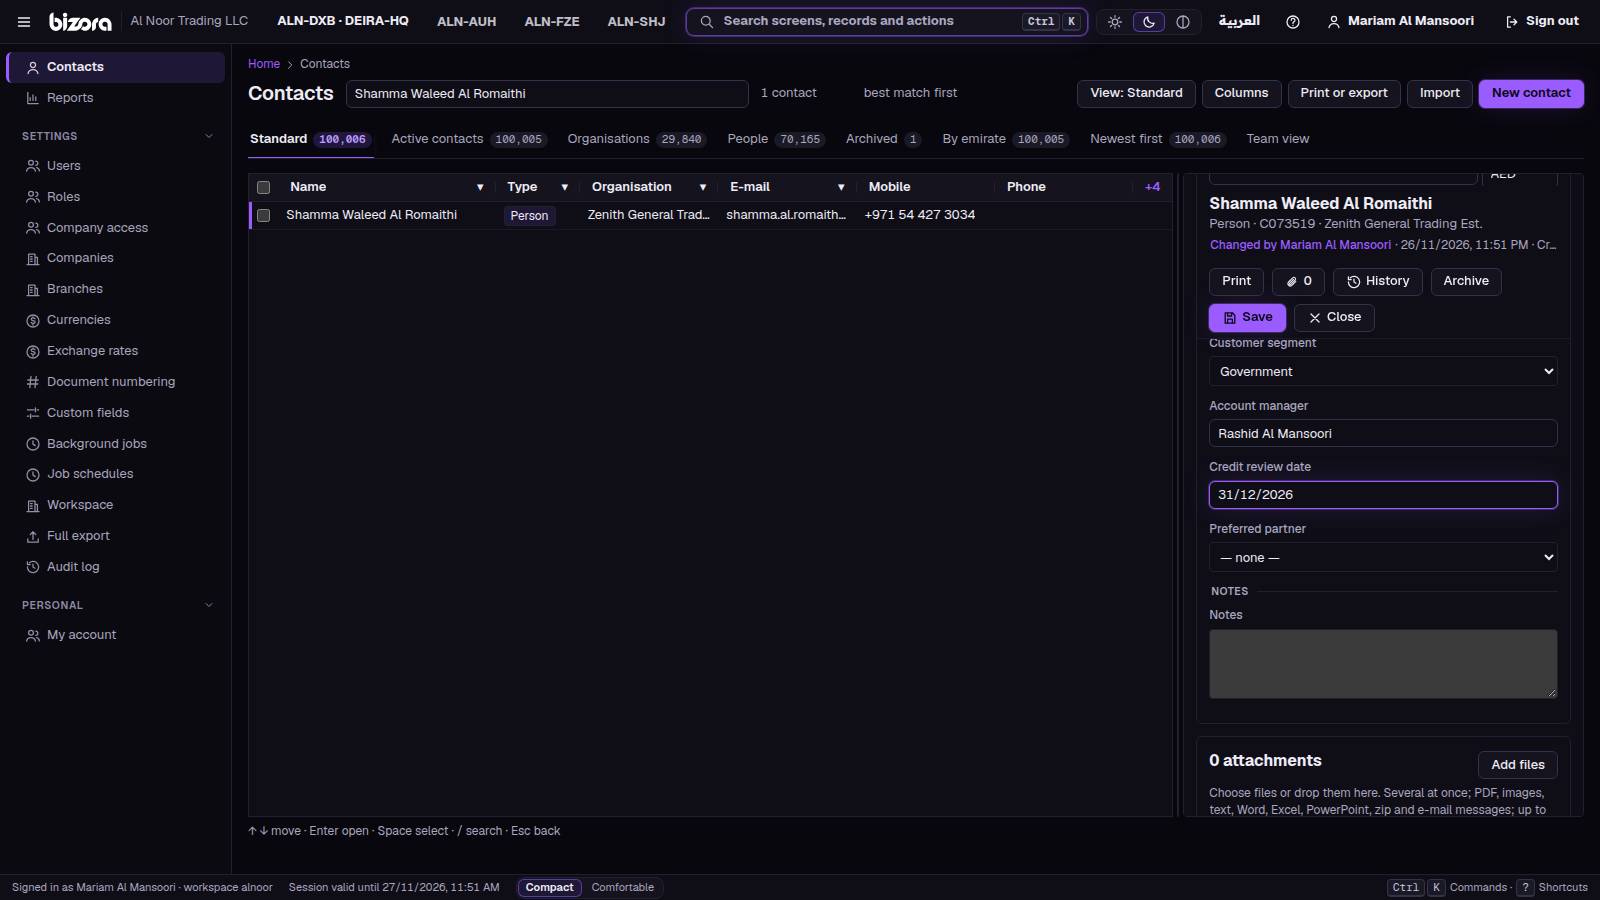 bizora
Al Noor Trading LLC
ALN-DXB · DEIRA-HQ
ALN-AUH
ALN-FZE
ALN-SHJ
Search screens, records and actions
Ctrl K
العربية
Mariam Al Mansoori
Sign out
Contacts
Reports
SETTINGS
Users
Roles
Company access
Companies
Branches
Currencies
Exchange rates
Document numbering
Custom fields
Background jobs
Job schedules
Workspace
Full export
Audit log
PERSONAL
My account
Home > Contacts
Contacts
Shamma Waleed Al Romaithi
1 contact
best match first
View: Standard
Columns
Print or export
Import
New contact
Standard 100,006
Active contacts 100,005
Organisations 29,840
People 70,165
Archived 1
By emirate 100,005
Newest first 100,006
Team view
Name ▼ Type ▼ Organisation ▼ E-mail ▼ Mobile Phone +4
Shamma Waleed Al Romaithi Person Zenith General Trad... shamma.al.romaith... +971 54 427 3034
AED
Shamma Waleed Al Romaithi
Person · C073519 · Zenith General Trading Est.
Changed by Mariam Al Mansoori · 26/11/2026, 11:51 PM · Cr...
Print
0
History
Archive
Save
Close
Customer segment
Government
Account manager
Rashid Al Mansoori
Credit review date
31/12/2026
Preferred partner
— none —
NOTES
Notes
0 attachments
Add files
Choose files or drop them here. Several at once; PDF, images,
text, Word, Excel, PowerPoint, zip and e-mail messages; up to
↑↓ move · Enter open · Space select · / search · Esc back
Signed in as Mariam Al Mansoori · workspace alnoor
Session valid until 27/11/2026, 11:51 AM
Compact
Comfortable
Ctrl K Commands · ? Shortcuts